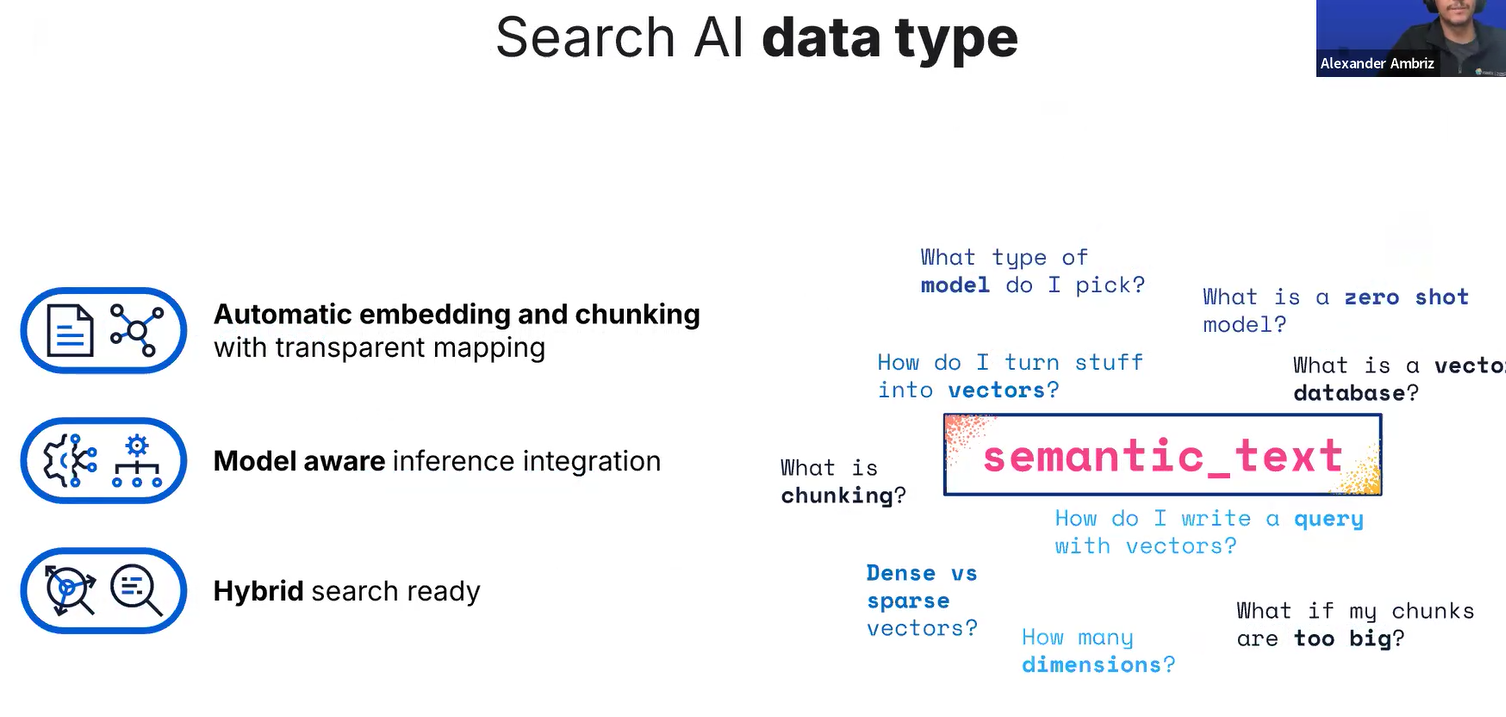 Search AI data type
Alexander Ambriz
Automatic embedding and chunking
with transparent mapping
Model aware inference integration
Hybrid search ready
What type of
model do I pick?
What is a zero shot
model?
How do I turn stuff
into vectors?
What is a
database?
semantic_text
What is
chunking?
How do I write a query
with vectors?
Dense vs
sparse
vectors?
How many
dimensions?
What if my chunks
are too big?